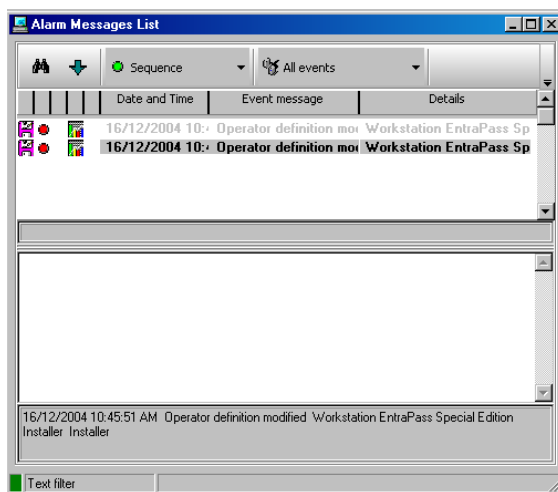 Alarm Messages List
Sequence All events
Date and Time Event message Details
16/12/2004 10: Operator definition mo Workstation EntraPass Sp
16/12/2004 10: Operator definition mo Workstation EntraPass Sp
16/12/2004 10:45:51 AM Operator definition modified Workstation EntraPass Special Edition
Installer Installer
Text filter